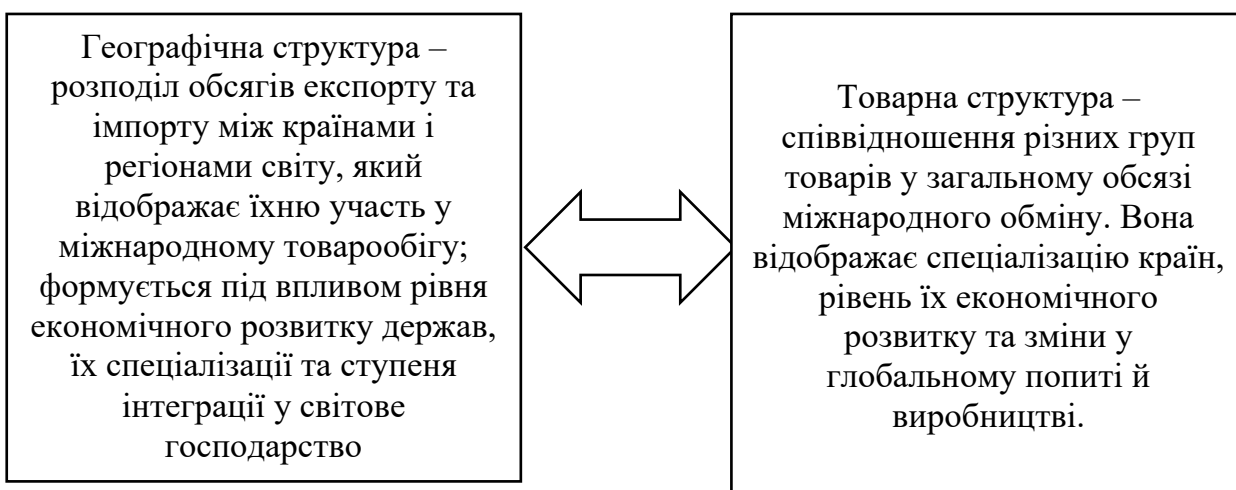 Географічна структура –
розподіл обсягів експорту та
імпорту між країнами і
регіонами світу, який
відображає їхню участь у
міжнародному товарообігу;
формується під впливом рівня
економічного розвитку держав,
їх спеціалізації та ступеня
інтеграції у світове
господарство
Товарна структура –
співвідношення різних груп
товарів у загальному обсязі
міжнародного обміну. Вона
відображає спеціалізацію країн,
рівень їх економічного
розвитку та зміни у
глобальному попиті й
виробництві.